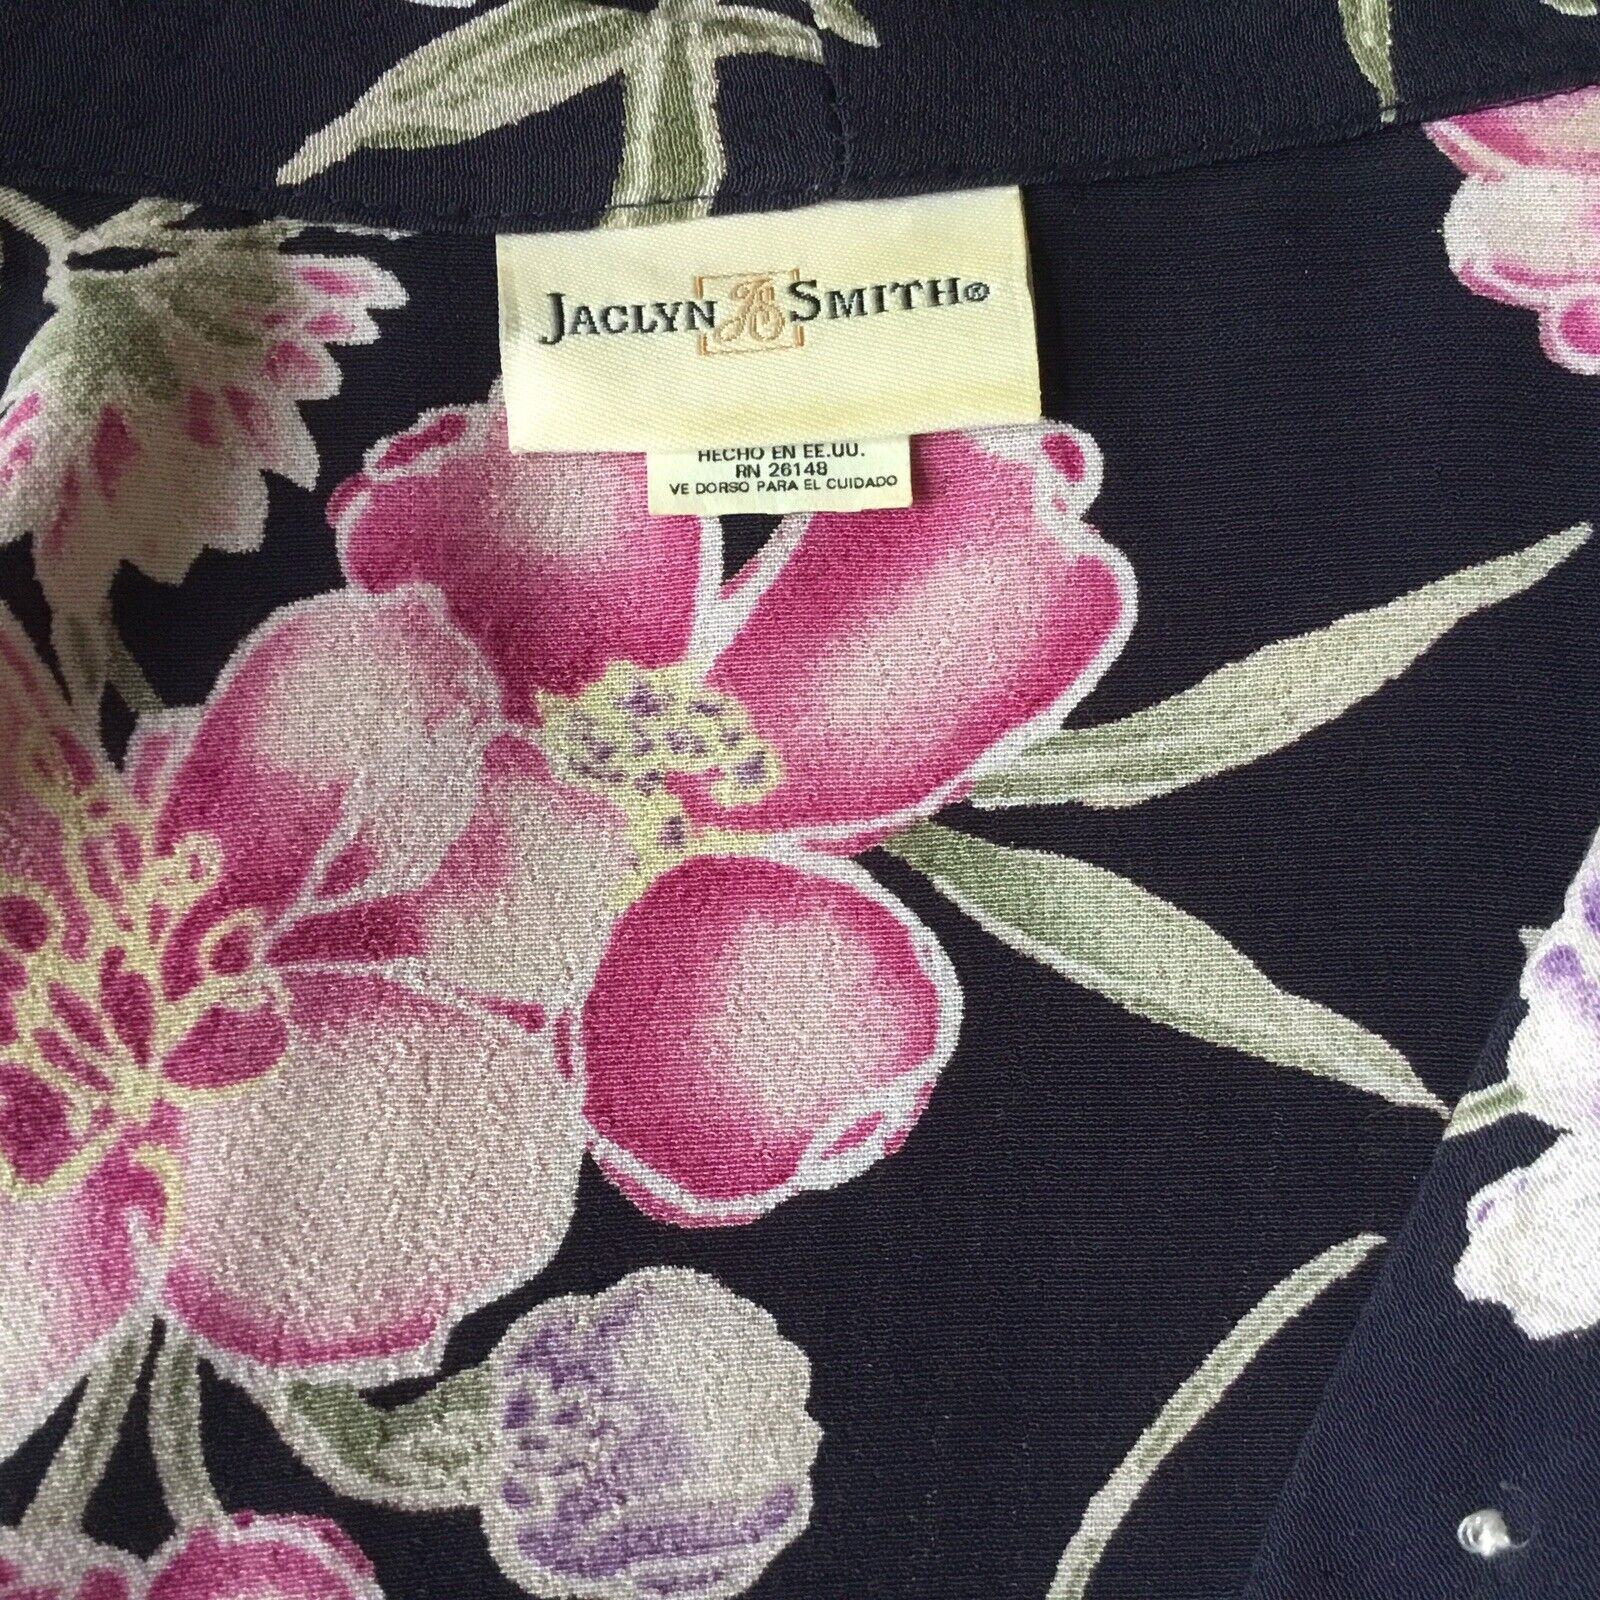 JACLYN JS SMITH®
HECHO EN EE.UU.
RN 26148
VE DORSO PARA EL CUIDADO